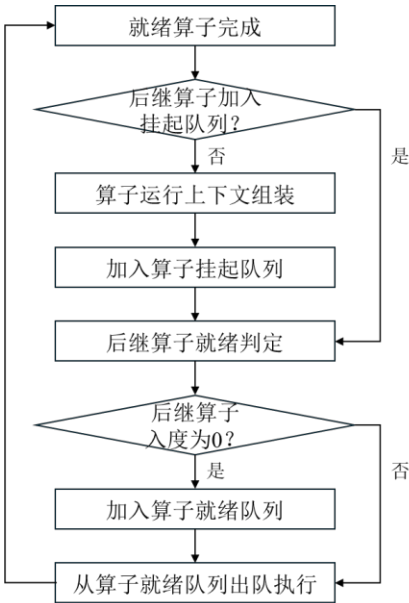 就绪算子完成
后继算子加入
挂起队列？
否
是
算子运行上下文组装
加入算子挂起队列
后继算子就绪判定
后继算子
入度为0？
是
否
加入算子就绪队列
从算子就绪队列出队执行